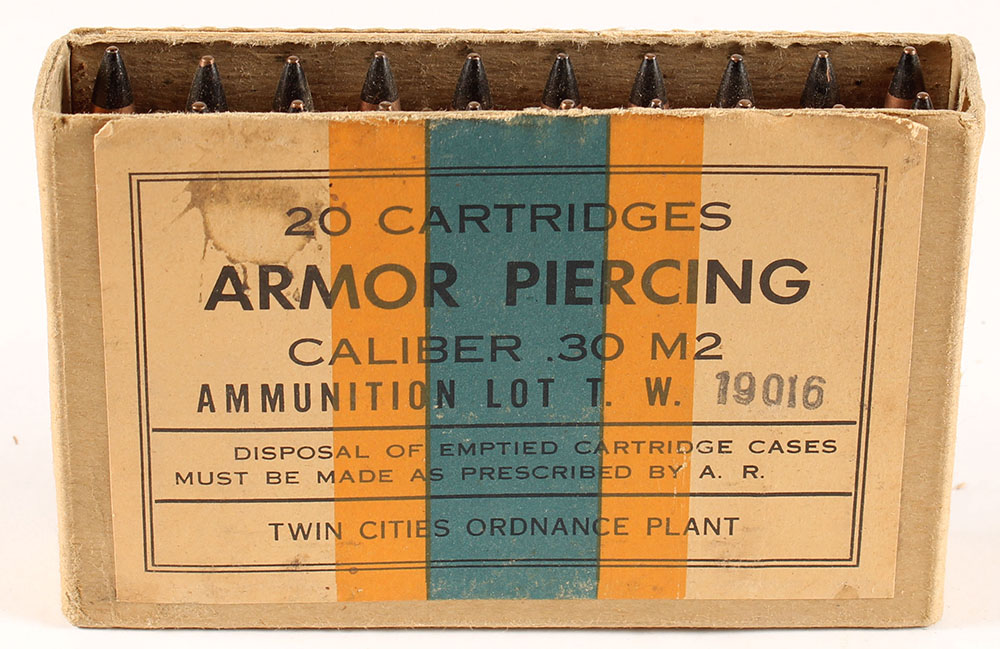 20 CARTRIDGES
ARMOR PIERCING
CALIBER .30 M2
AMMUNITION LOT T. W. 19016
DISPOSAL OF EMPTIED CARTRIDGE CASES
MUST BE MADE AS PRESCRIBED BY A. R.
TWIN CITIES ORDNANCE PLANT